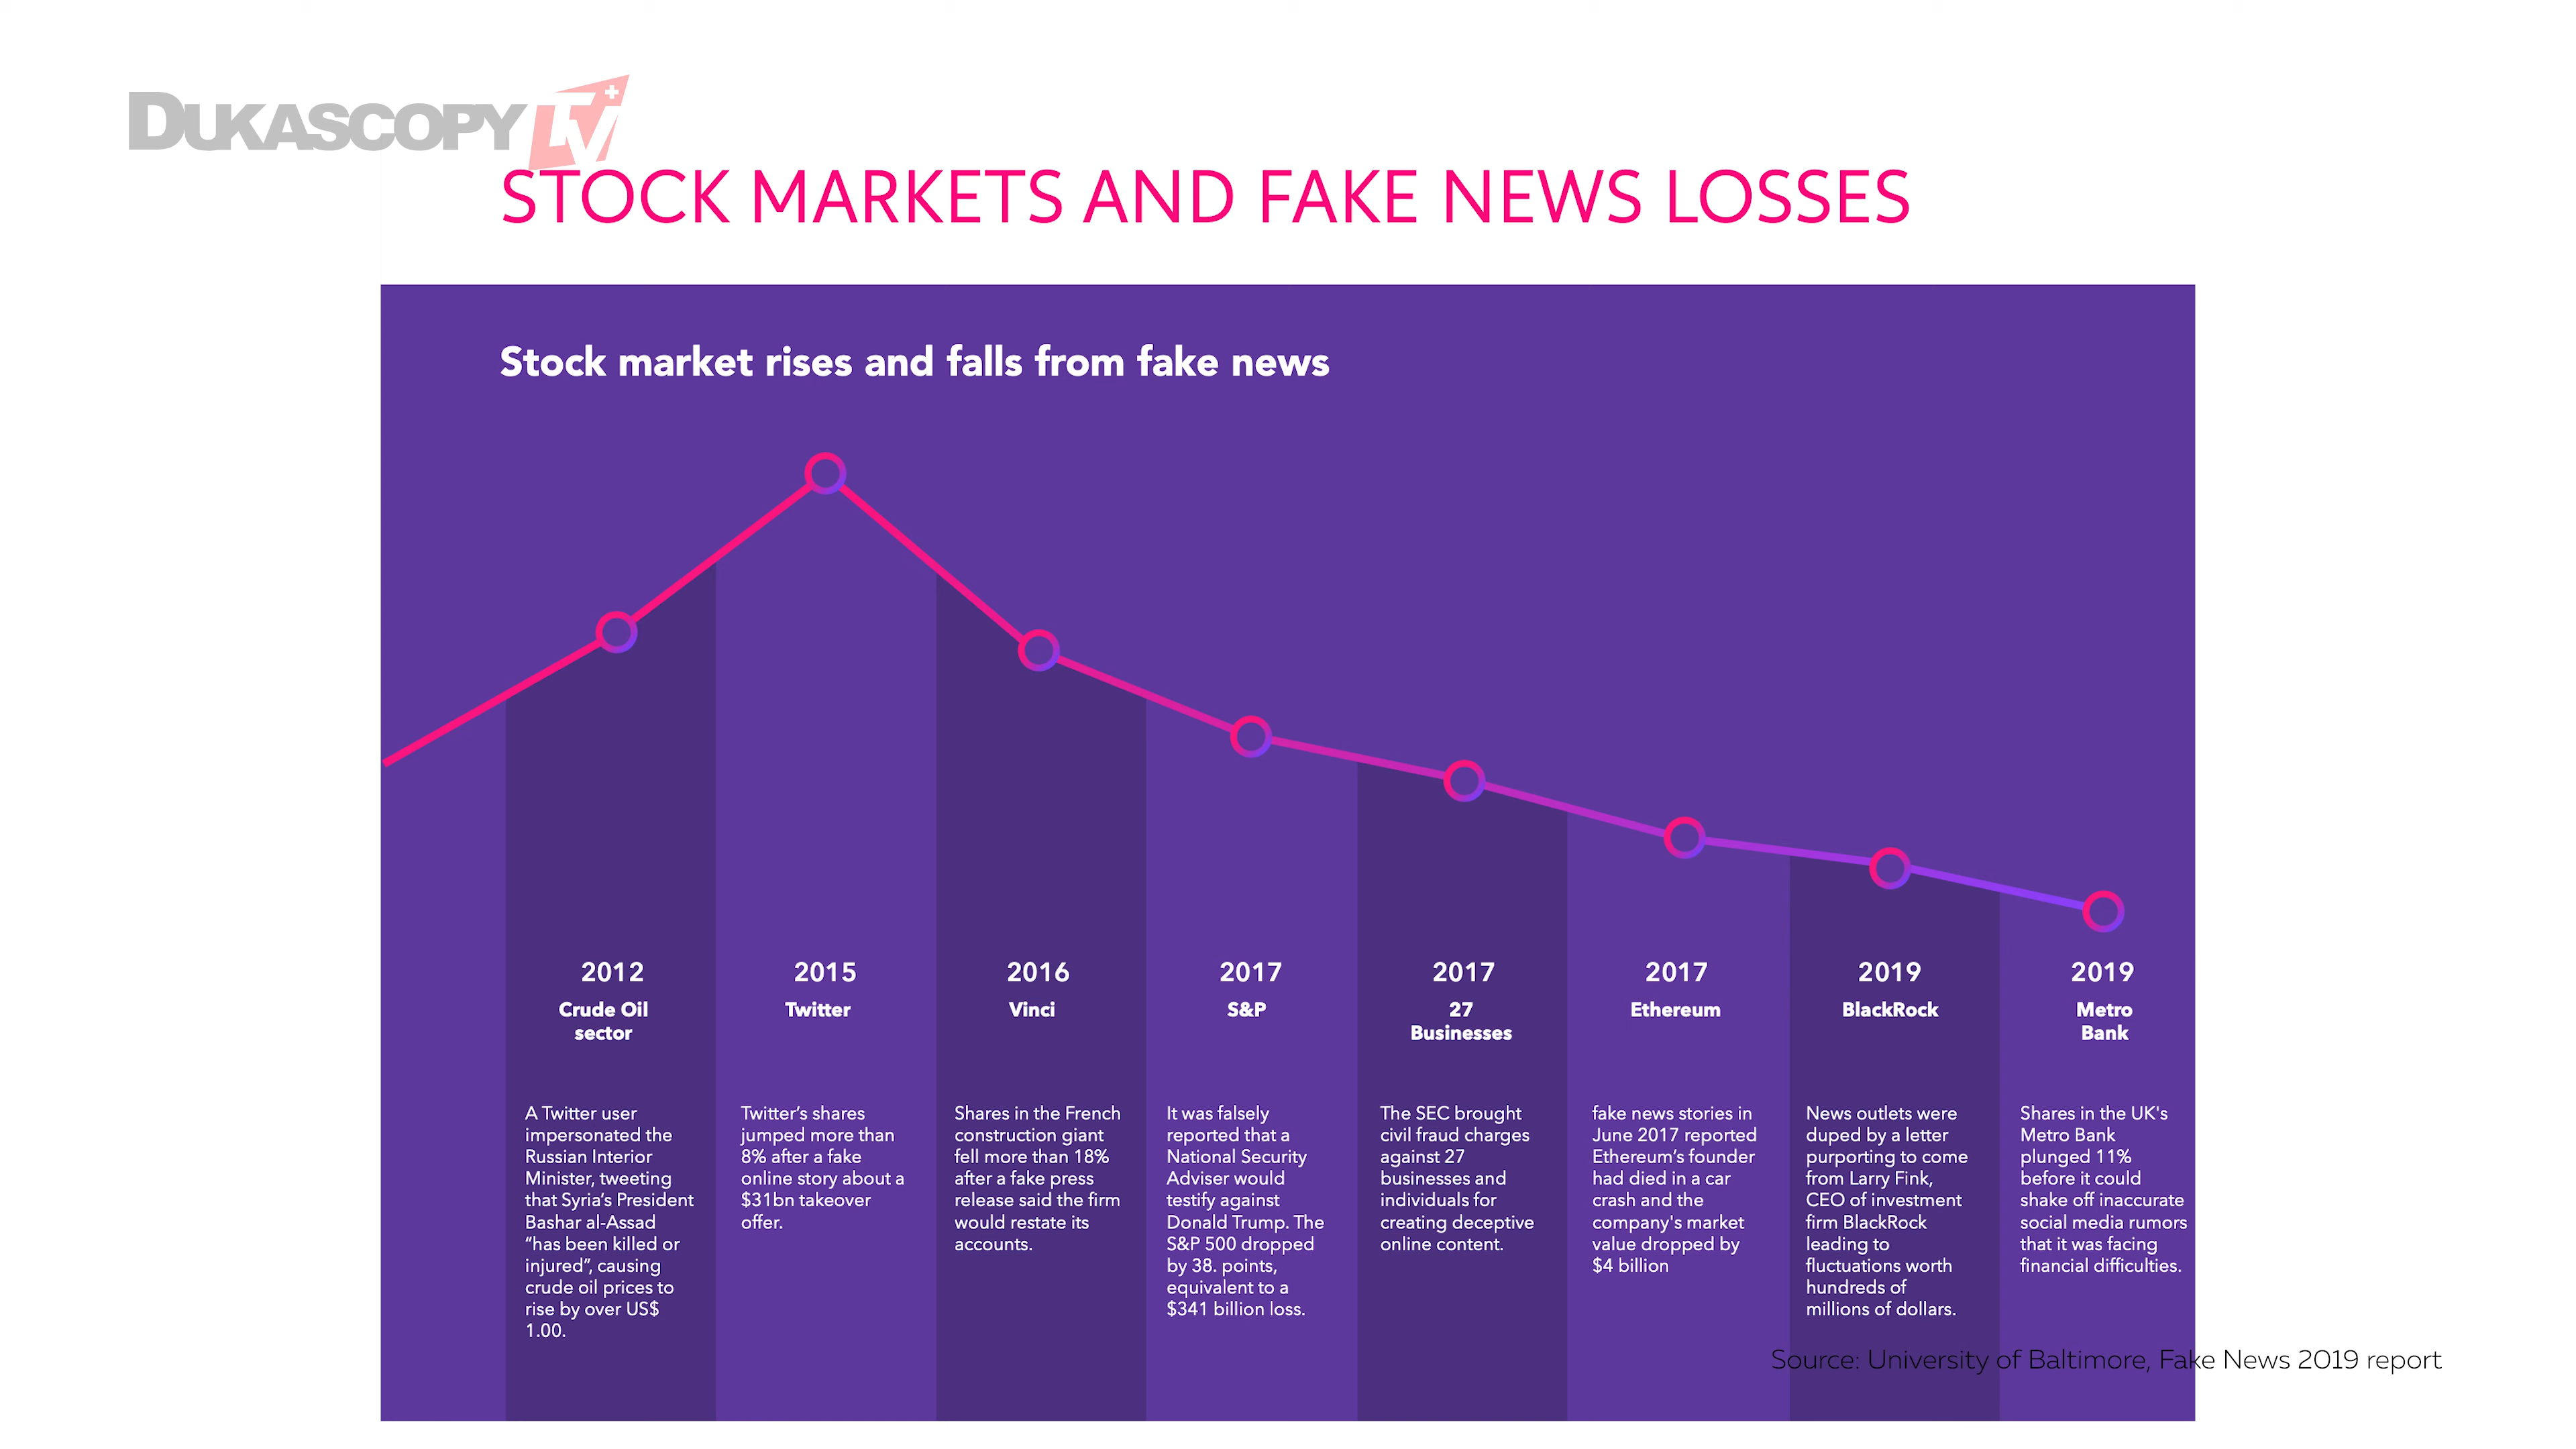 DUKASCOPY TV
STOCK MARKETS AND FAKE NEWS LOSSES
Stock market rises and falls from fake news
2012
Crude Oil
sector
A Twitter user
impersonated the
Russian Interior
Minister, tweeting
that Syria's President
Bashar al-Assad
“has been killed or
injured”, causing
crude oil prices to
rise by over US$
1.00.
2015
Twitter
Twitter’s shares
jumped more than
8% after a fake
online story about a
$31bn takeover
offer.
2016
Vinci
Shares in the French
construction giant
fell more than 18%
after a fake press
release said the firm
would restate its
accounts.
2017
S&P
It was falsely
reported that a
National Security
Adviser would
testify against
Donald Trump. The
S&P 500 dropped
by 38. points,
equivalent to a
$341 billion loss.
2017
27
Businesses
The SEC brought
civil fraud charges
against 27
businesses and
individuals for
creating deceptive
online content.
2017
Ethereum
fake news stories in
June 2017 reported
Ethereum’s founder
had died in a car
crash and the
company's market
value dropped by
$4 billion
2019
BlackRock
News outlets were
duped by a letter
purporting to come
from Larry Fink,
CEO of investment
firm BlackRock
leading to
fluctuations worth
hundreds of
millions of dollars.
2019
Metro
Bank
Shares in the UK's
Metro Bank
plunged 11%
before it could
shake off inaccurate
social media rumors
that it was facing
financial difficulties.
Source: University of Baltimore, Fake News 2019 report